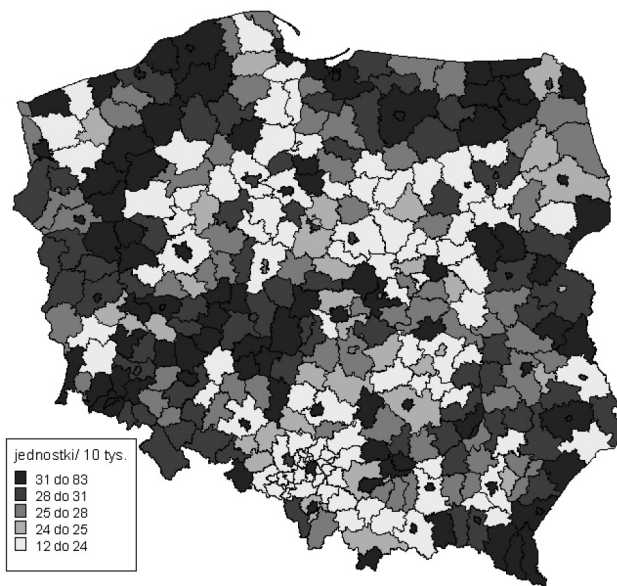 jednostki/ 10 tys.
31 do 83
28 do 31
25 do 28
24 do 25
12 do 24